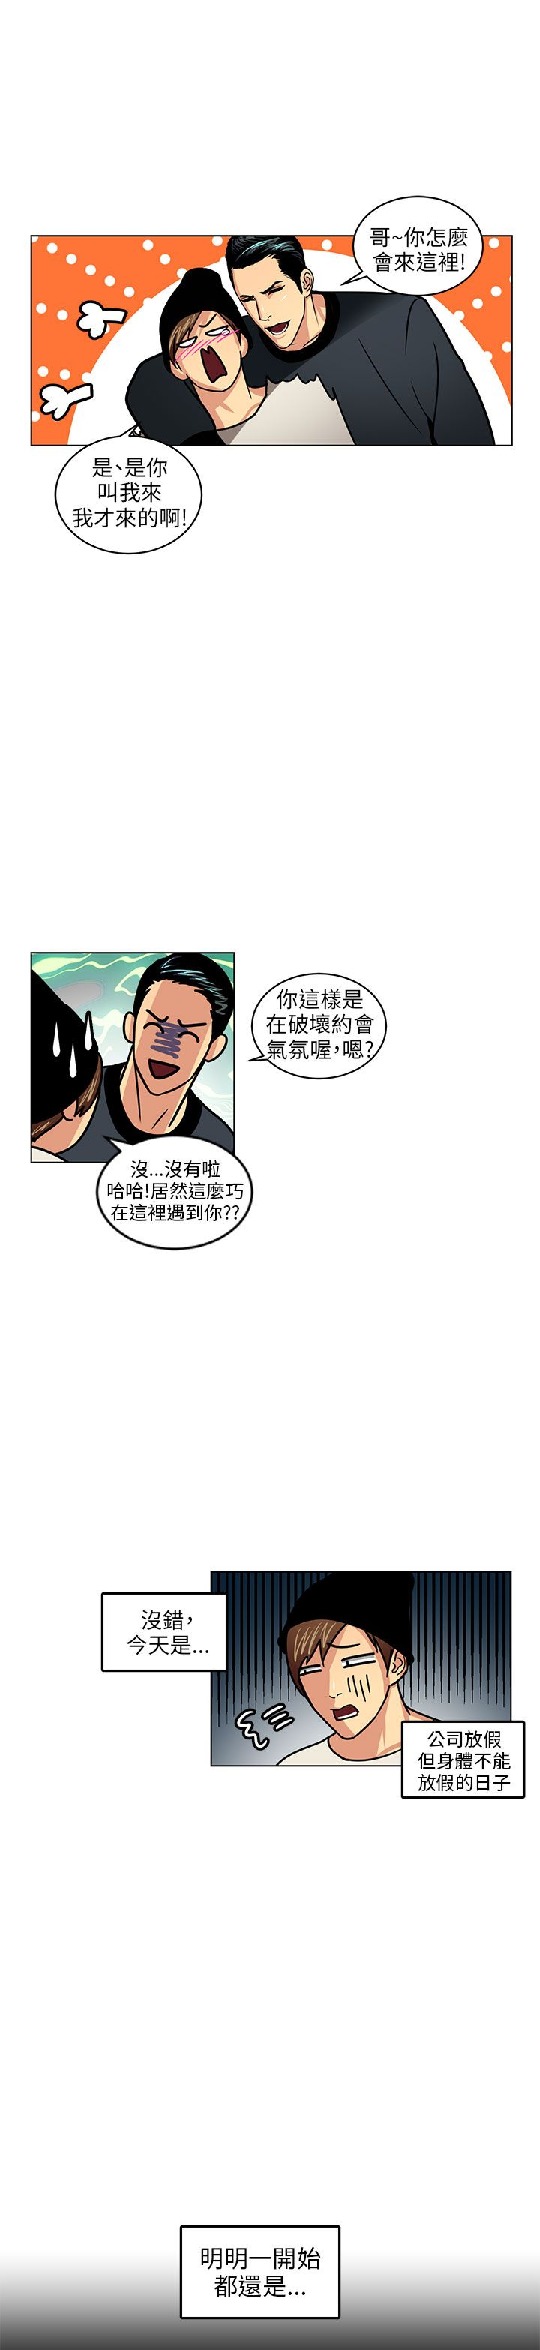 哥~你怎麼
會來這裡!
是、是你
叫我來
我才來的啊!
你這樣是
在破壞約會
氣氛喔,嗯?
沒...沒有啦
哈哈!居然這麼巧
在這裡遇到你??
沒錯,
今天是...
公司放假
但身體不能
放假的日子
明明一開始
都還是...